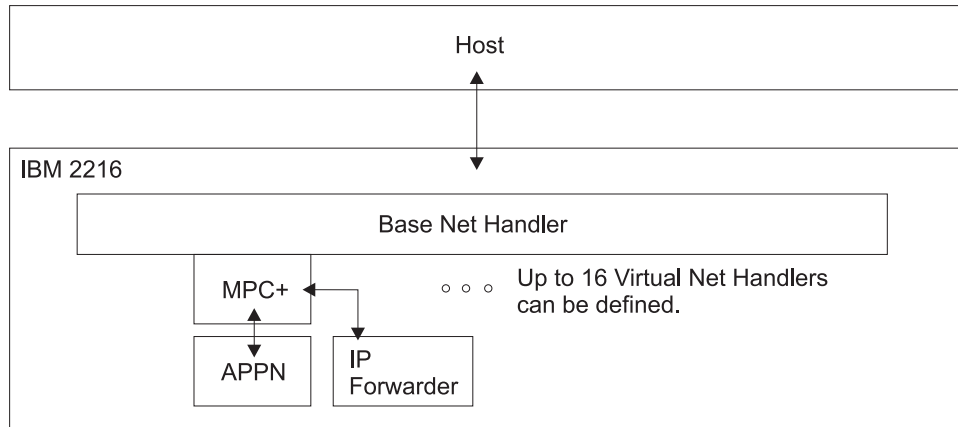 Host
IBM 2216
Base Net Handler
MPC+
Up to 16 Virtual Net Handlers
can be defined.
APPN
IP
Forwarder